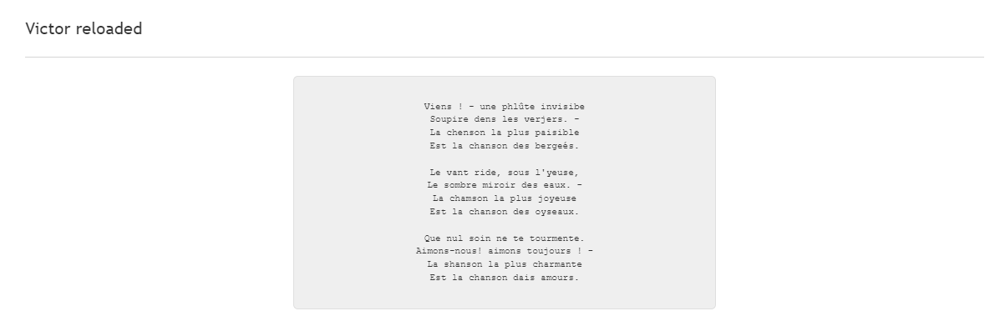 Victor reloaded
Viens ! - une phlûte invisibe
Soupire dens les verjers. -
La chenson la plus paisible
Est la chanson des bergeés.
Le vant ride, sous l'yeuse,
Le sombre miroir des eaux. -
La chamson la plus joyeuse
Est la chanson des oyseaux.
Que nul soin ne te tourmente.
Aimons-nous! aimons toujours ! -
La shanson la plus charmante
Est la chanson dais amours.